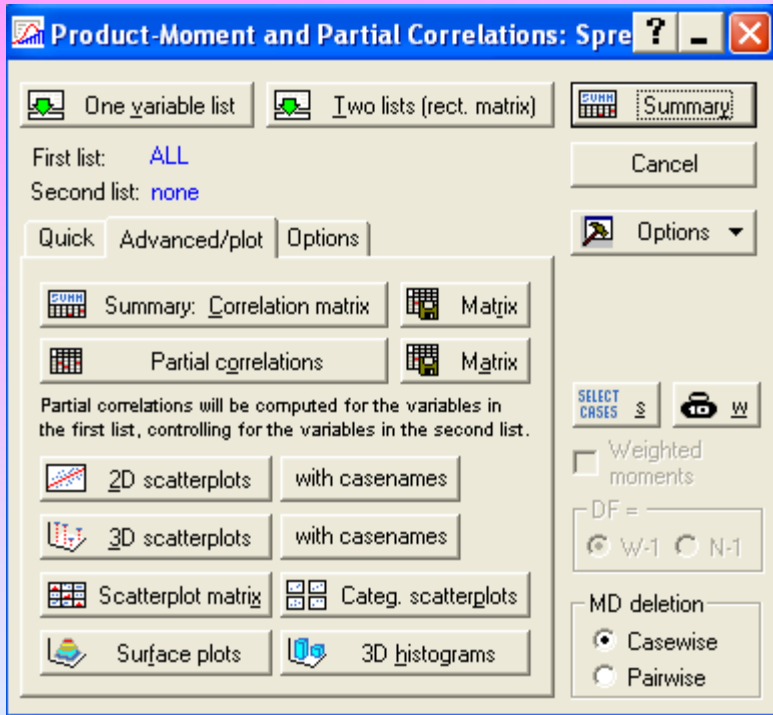 Product-Moment and Partial Correlations: Spre ?
One variable list
Two lists (rect. matrix)
SUMM Summary
First list: ALL
Second list: none
Cancel
Options
Quick
Advanced/plot
Options
SUMM Summary: Correlation matrix
Matrix
Partial correlations
Matrix
Partial correlations will be computed for the variables in
the first list, controlling for the variables in the second list.
2D scatterplots
with casenames
3D scatterplots
with casenames
Scatterplot matrix
Categ. scatterplots
Surface plots
3D histograms
SELECT
CASES S
W
Weighted
moments
DF =
W-1
N-1
MD deletion
Casewise
Pairwise